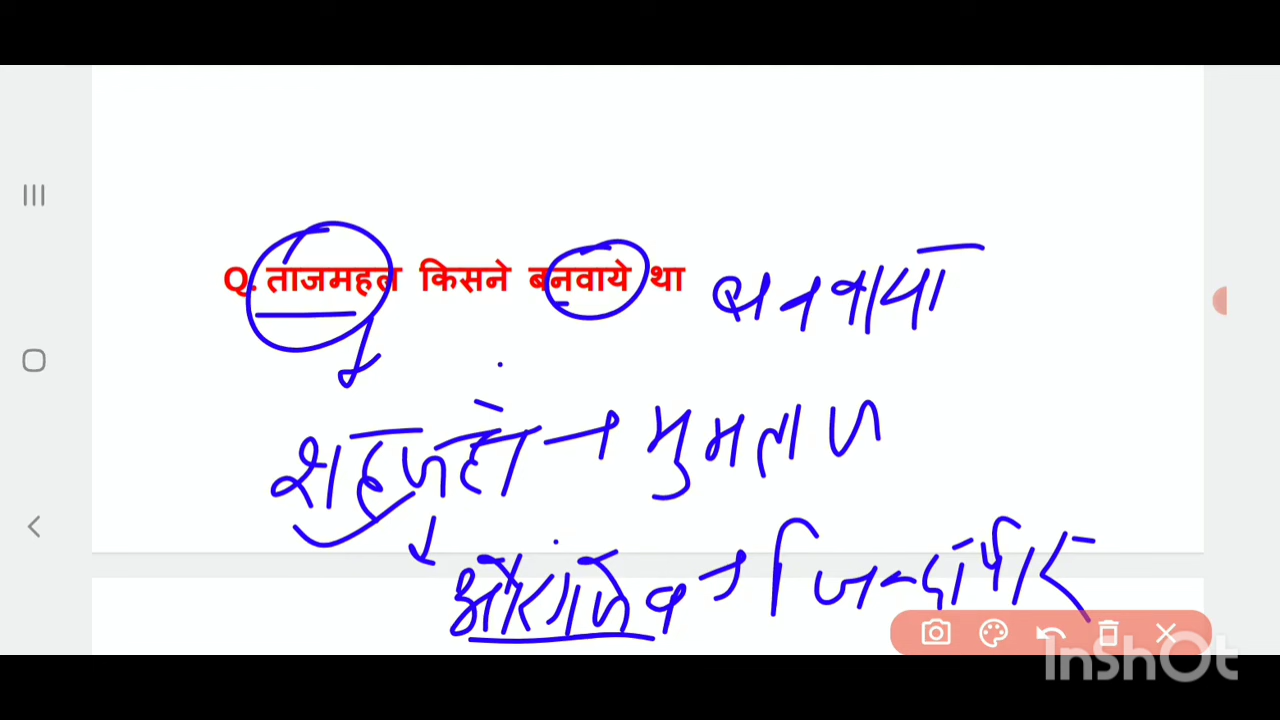 Q. ताजमहल किसने बनवाये था बनवाया
शाहजहाँ → मुमताज
औरंगजेब → जिन्दा पीर
InShOt